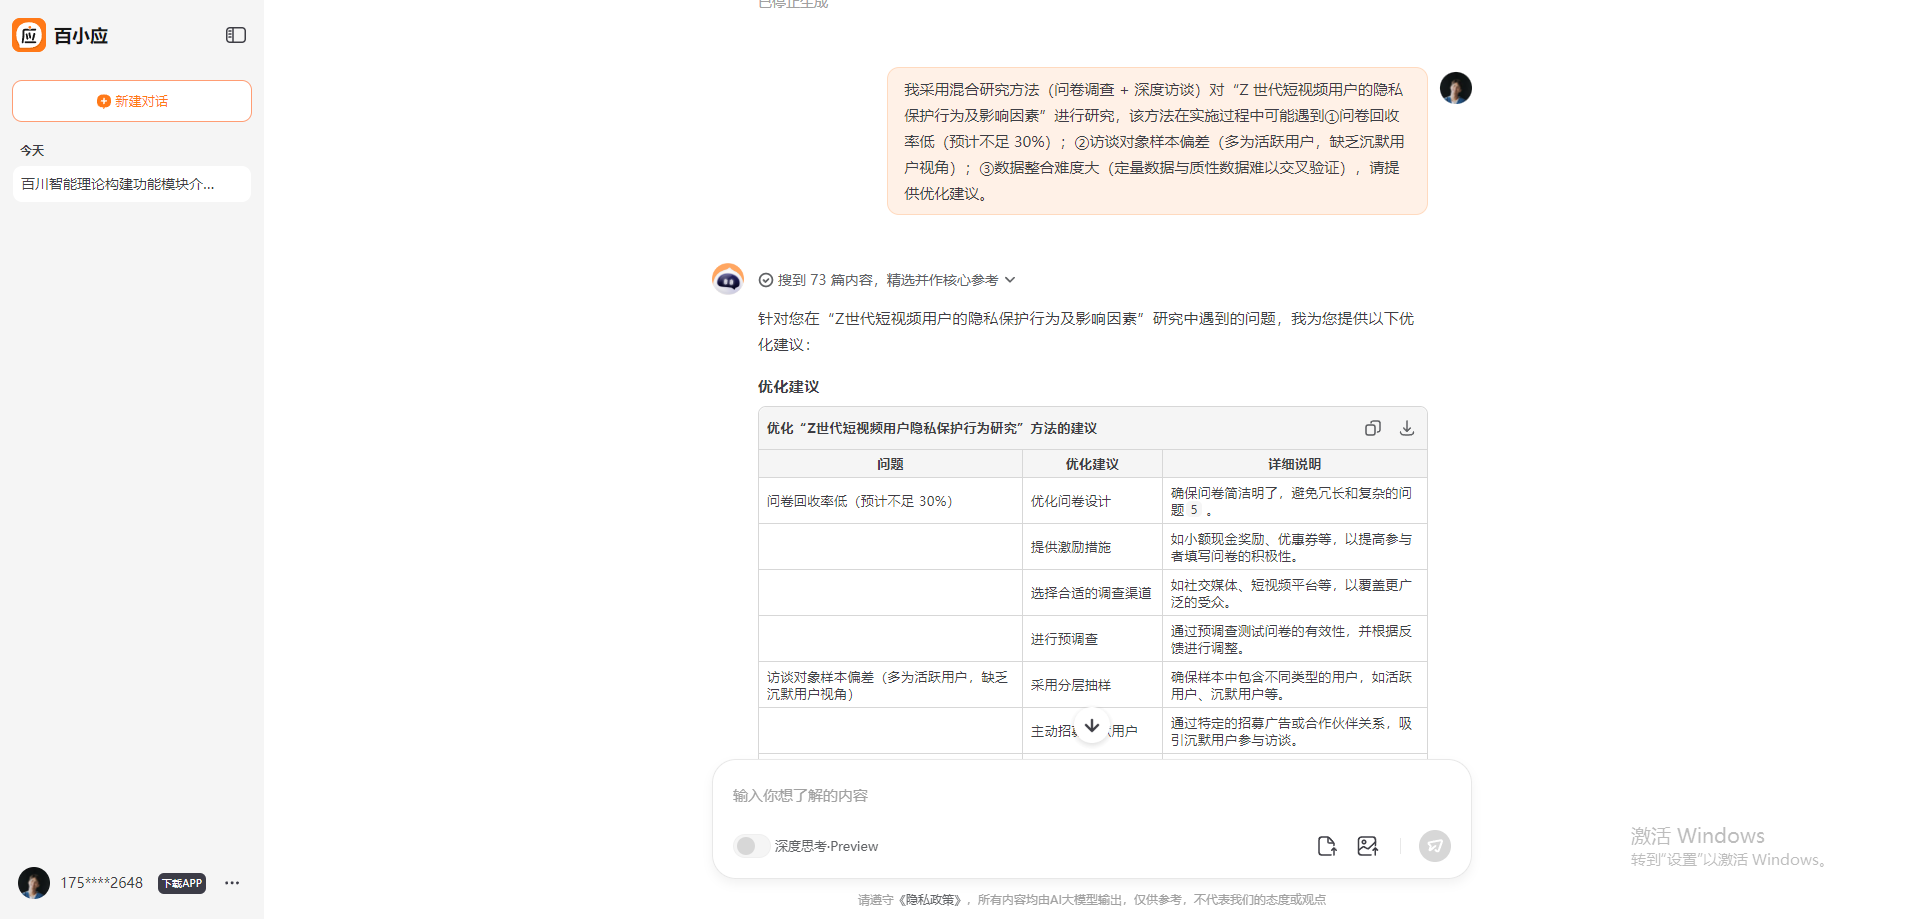 应 百小应
新建对话
今天
百川智能理论构建功能模块介...
175****2648 下载APP
已停止生成
我采用混合研究方法（问卷调查 + 深度访谈）对“Z 世代短视频用户的隐私
保护行为及影响因素”进行研究，该方法在实施过程中可能遇到①问卷回收
率低（预计不足 30%）；②访谈对象样本偏差（多为活跃用户，缺乏沉默用
户视角）；③数据整合难度大（定量数据与质性数据难以交叉验证），请提
供优化建议。
搜到 73 篇内容，精选并作核心参考
针对您在“Z世代短视频用户的隐私保护行为及影响因素”研究中遇到的问题，我为您提供以下优
化建议：
优化建议
优化“Z世代短视频用户隐私保护行为研究”方法的建议
问题 优化建议 详细说明
问卷回收率低（预计不足 30%） 优化问卷设计
确保问卷简洁明了，避免冗长和复杂的问
题 5 。
提供激励措施
如小额现金奖励、优惠券等，以提高参与
者填写问卷的积极性。
选择合适的调查渠道
如社交媒体、短视频平台等，以覆盖更广
泛的受众。
进行预调查
通过预调查测试问卷的有效性，并根据反
馈进行调整。
访谈对象样本偏差（多为活跃用户，缺乏
沉默用户视角）
采用分层抽样
确保样本中包含不同类型的用户，如活跃
用户、沉默用户等。
主动招 用户
通过特定的招募广告或合作伙伴关系，吸
引沉默用户参与访谈。
输入你想了解的内容
深度思考·Preview
请遵守《隐私政策》，所有内容均由AI大模型输出，仅供参考，不代表我们的态度或观点
激活 Windows
转到“设置”以激活 Windows。